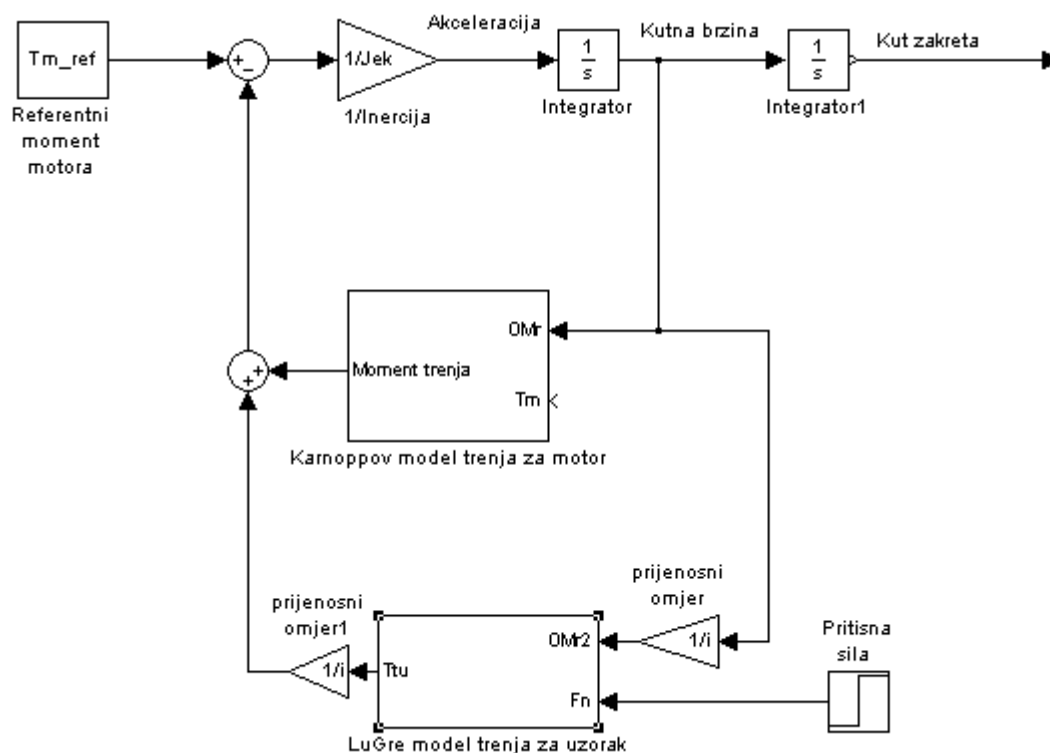 Akceleracija
Kutna brzina
Kut zakreta
Tm_ref
+
−
1/Jek
1
s
1
s
Integrator
Integrator1
Referentni
moment
motora
1/Inercija
OMr
Moment trenja
+
+
Tm
Karnoppov model trenja za motor
prijenosni
omjer
prijenosni
omjer1
OMr2
1/i
Pritisna
sila
1/i
Ttu
Fn
LuGre model trenja za uzorak